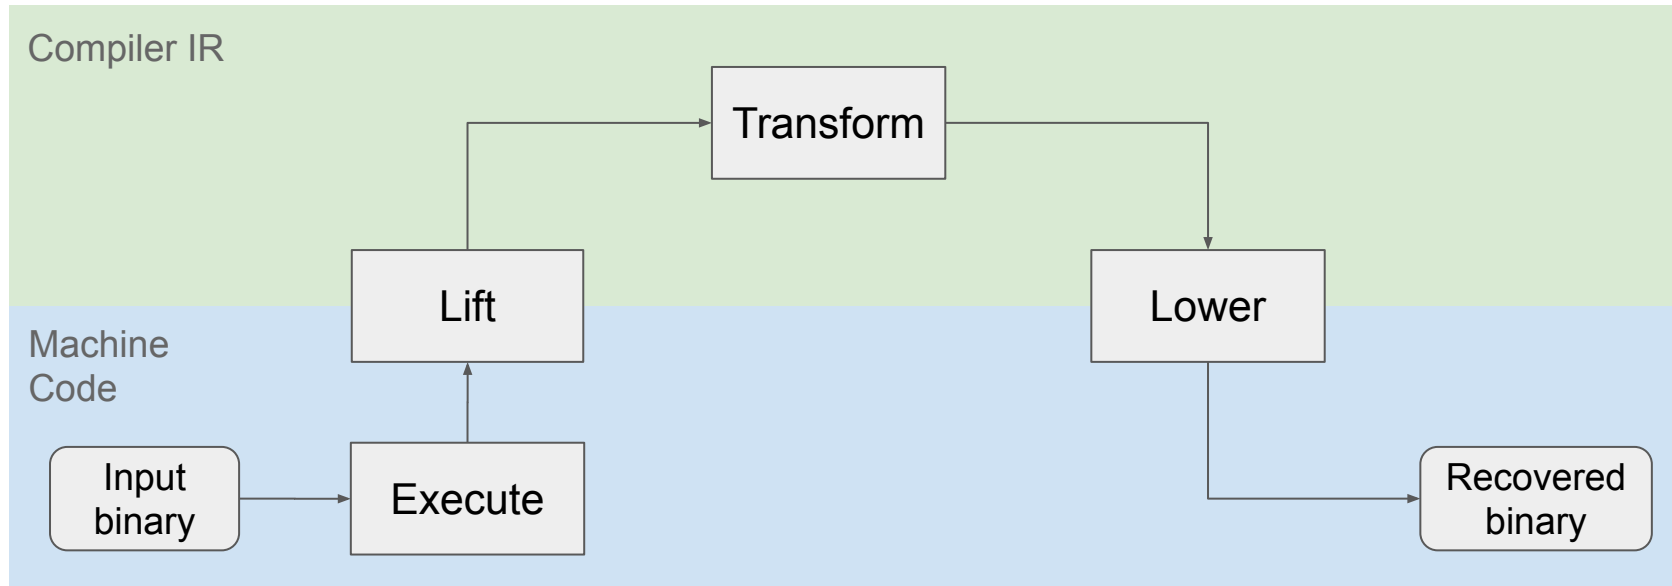 Compiler IR
Transform
Lift
Lower
Machine
Code
Input
binary
Execute
Recovered
binary